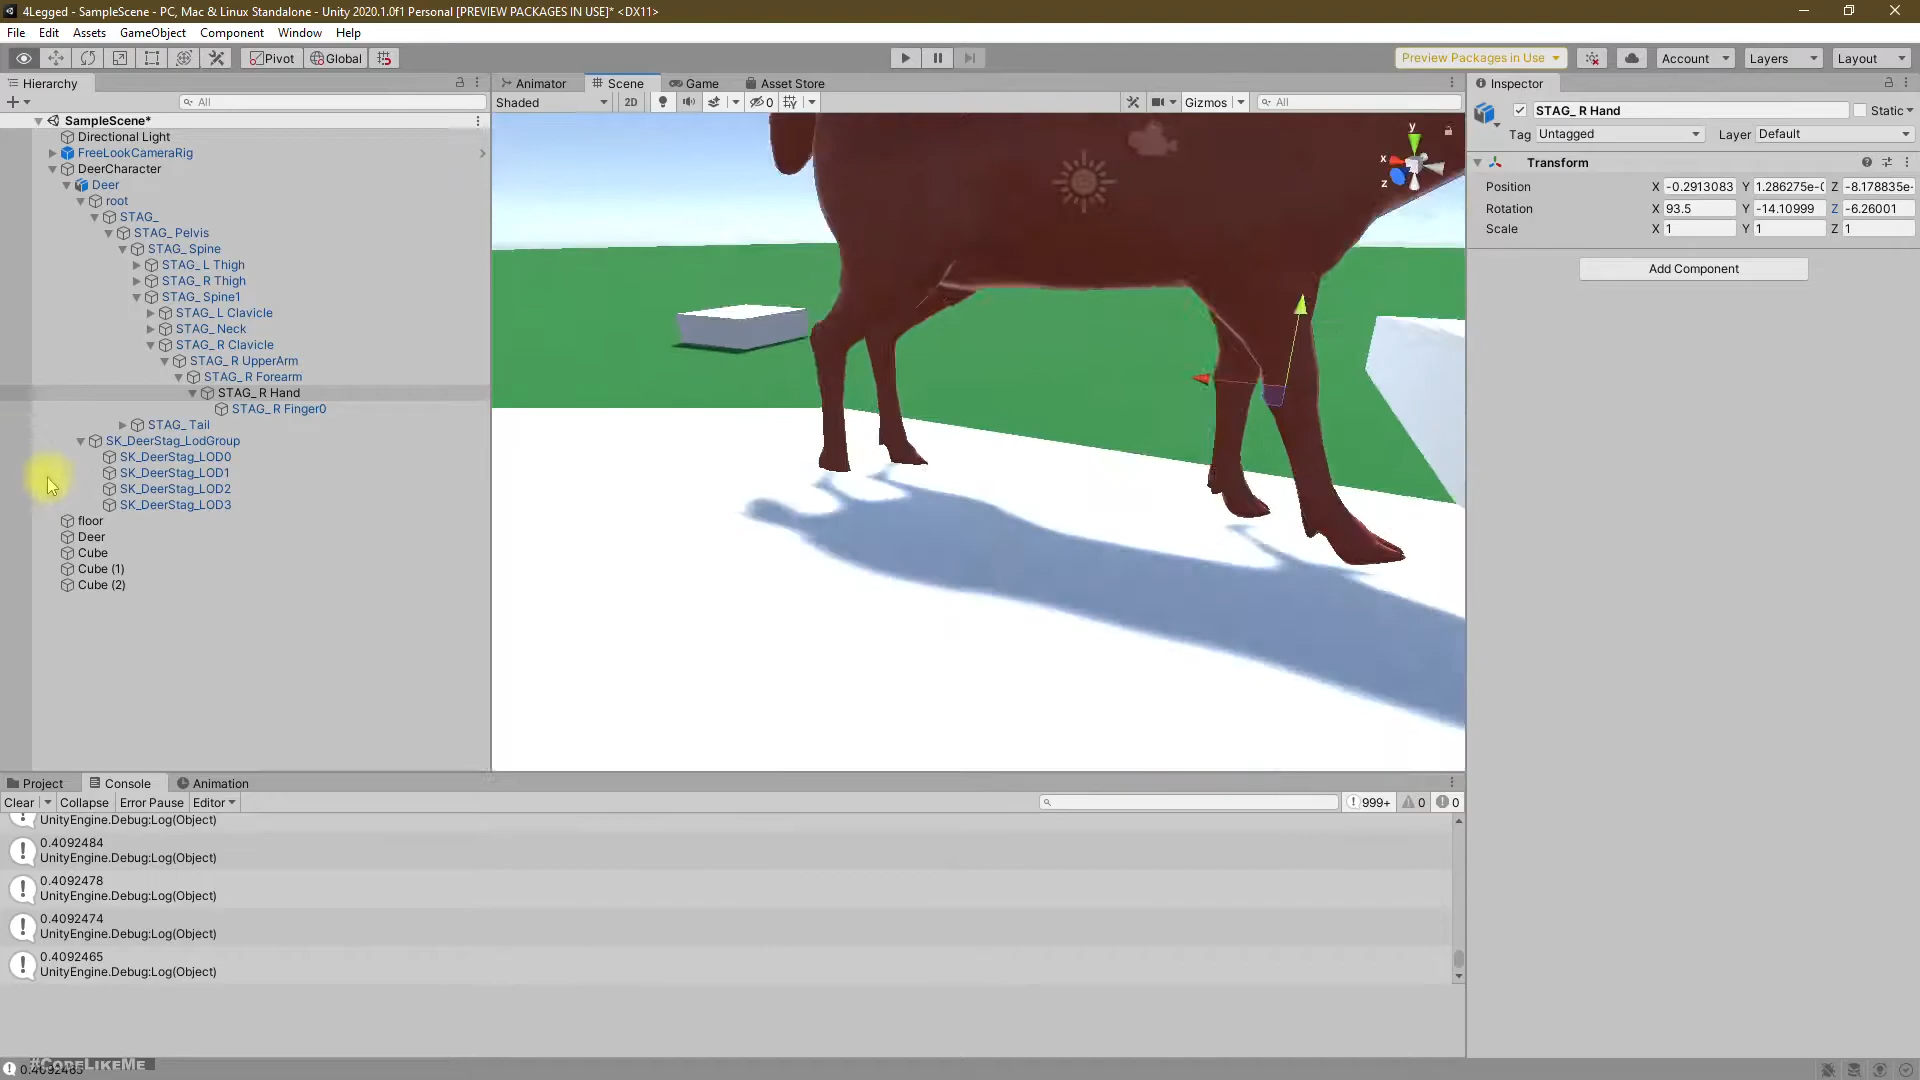 4Legged - SampleScene - PC, Mac & Linux Standalone - Unity 2020.1.0f1 Personal [PREVIEW PACKAGES IN USE]* <DX11>
File Edit Assets GameObject Component Window Help
Pivot Global Preview Packages in Use Account Layers Layout
Hierarchy Animator Scene Game Asset Store Inspector
All Shaded 2D 0 Gizmos All
STAG_ R Hand Static
Tag Untagged Layer Default
Transform
Position X -0.2913083 Y 1.286275e-0 Z -8.178835e-
Rotation X 93.5 Y -14.10999 Z -6.26001
Scale X 1 Y 1 Z 1
Add Component
SampleScene*
Directional Light
FreeLookCameraRig
DeerCharacter
Deer
root
STAG_
STAG_ Pelvis
STAG_ Spine
STAG_ L Thigh
STAG_ R Thigh
STAG_ Spine1
STAG_ L Clavicle
STAG_ Neck
STAG_ R Clavicle
STAG_ R UpperArm
STAG_ R Forearm
STAG_ R Hand
STAG_ R Finger0
STAG_ Tail
SK_DeerStag_LodGroup
SK_DeerStag_LOD0
SK_DeerStag_LOD1
SK_DeerStag_LOD2
SK_DeerStag_LOD3
floor
Deer
Cube
Cube (1)
Cube (2)
y
x
z
Project Console Animation
Clear Collapse Error Pause Editor 999+ 0 0
UnityEngine.Debug:Log(Object)
0.4092484
UnityEngine.Debug:Log(Object)
0.4092478
UnityEngine.Debug:Log(Object)
0.4092474
UnityEngine.Debug:Log(Object)
0.4092465
UnityEngine.Debug:Log(Object)
#CodeLikeMe
0.4092465